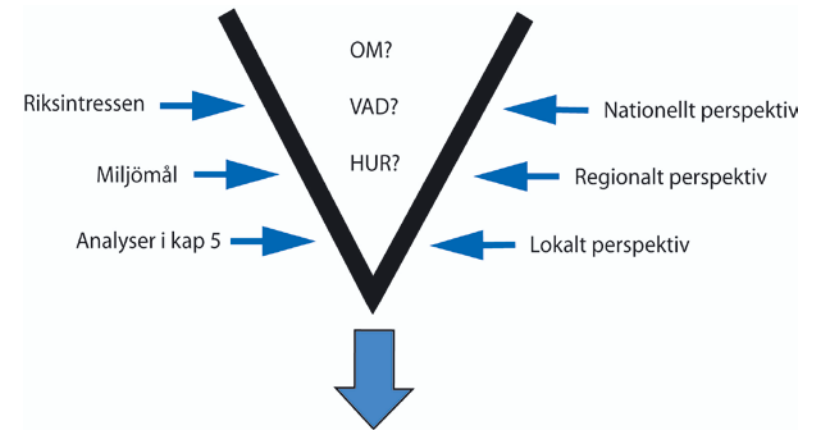 OM?
Riksintressen
VAD?
Nationellt perspektiv
Miljömål
HUR?
Regionalt perspektiv
Analyser i kap 5
Lokalt perspektiv